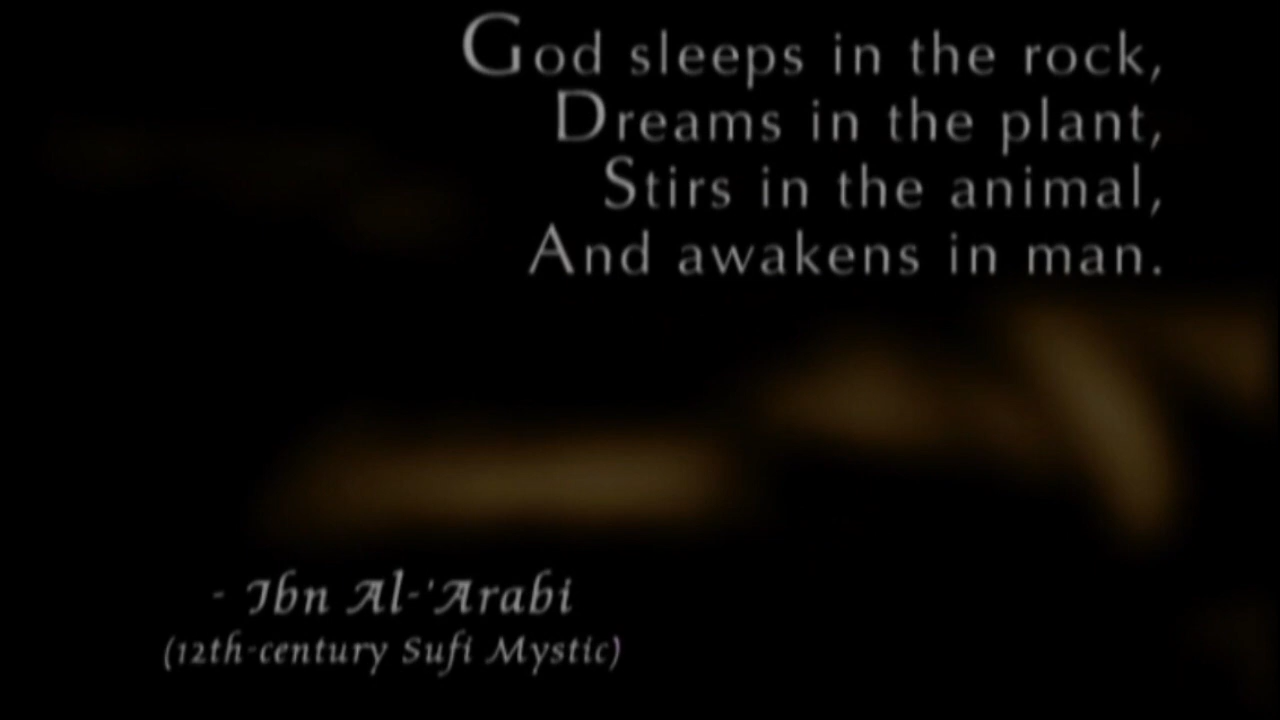 God sleeps in the rock,
Dreams in the plant,
Stirs in the animal,
And awakens in man.
- Ibn Al-'Arabi
(12th-century Sufi Mystic)